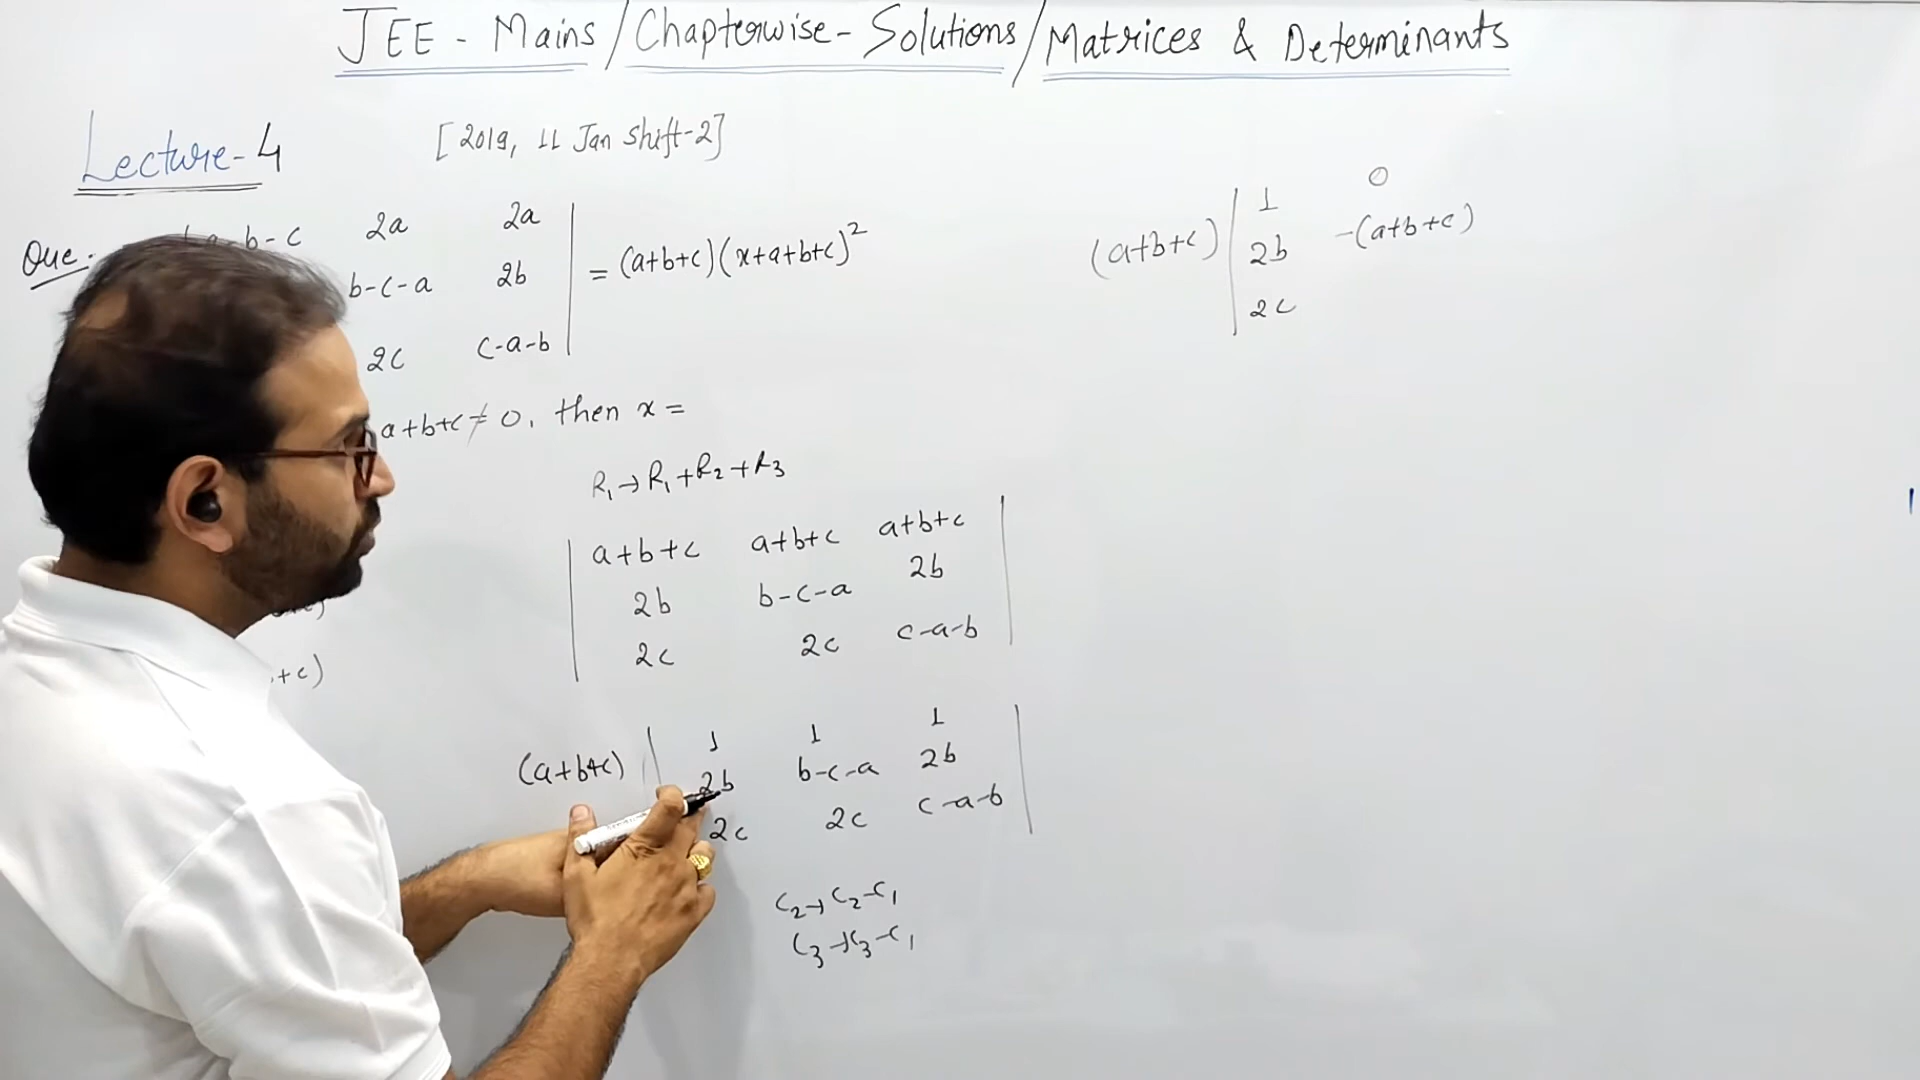 JEE - Mains / Chapterwise - Solutions / Matrices & Determinants
Lecture-4
[2019, 11 Jan Shift-2]
Que. b-c 2a 2a
b-c-a 2b = (a+b+c)(x+a+b+c)²
2c c-a-b
a+b+c ≠ 0, then x =
R₁→R₁+R₂+R₃
a+b+c a+b+c a+b+c
2b b-c-a 2b
2c 2c c-a-b
+c)
(a+b+c) 1 1 1
2b b-c-a 2b
2c 2c c-a-b
C₂→C₂-C₁
C₃→C₃-C₁
1 0
(a+b+c) 2b -(a+b+c)
2c